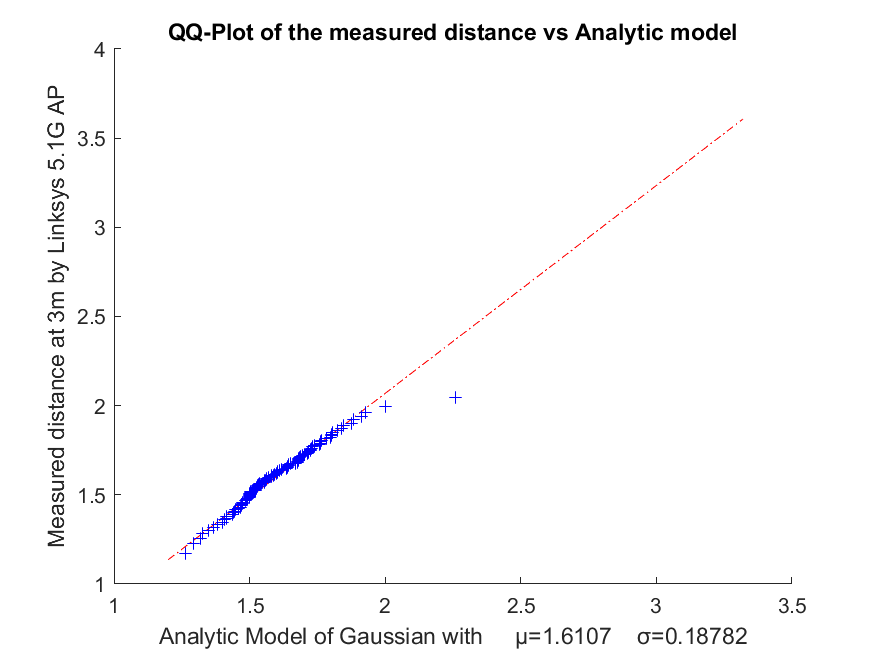 QQ-Plot of the measured distance vs Analytic model
4
3.5
3
2.5
2
1.5
1
Measured distance at 3m by Linksys 5.1G AP
1 1.5 2 2.5 3 3.5
Analytic Model of Gaussian with μ=1.6107 σ=0.18782